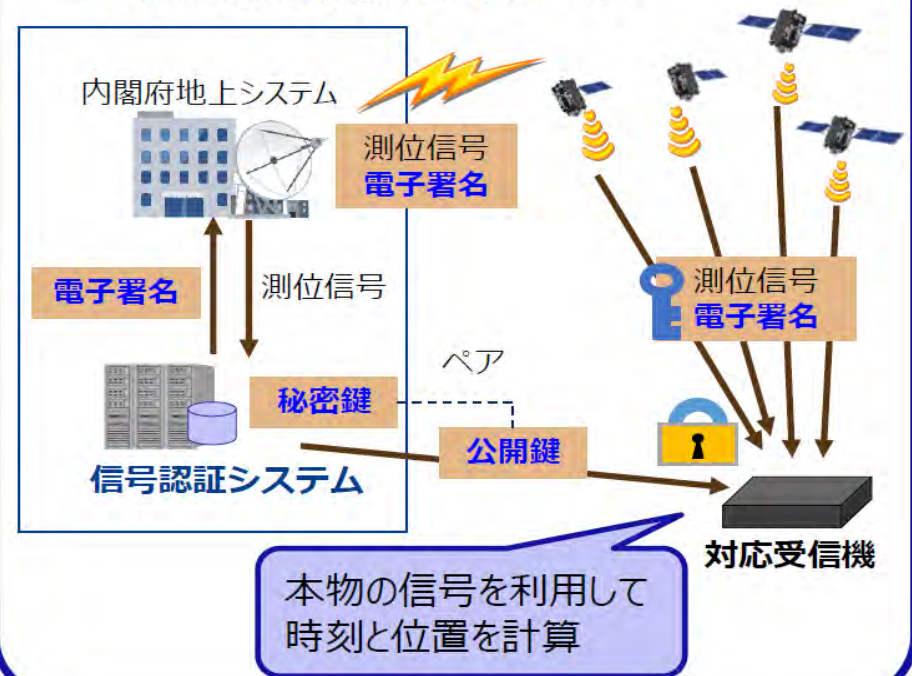 内閣府地上システム
測位信号
電子署名
電子署名
測位信号
測位信号
電子署名
ペア
秘密鍵
公開鍵
信号認証システム
対応受信機
本物の信号を利用して
時刻と位置を計算